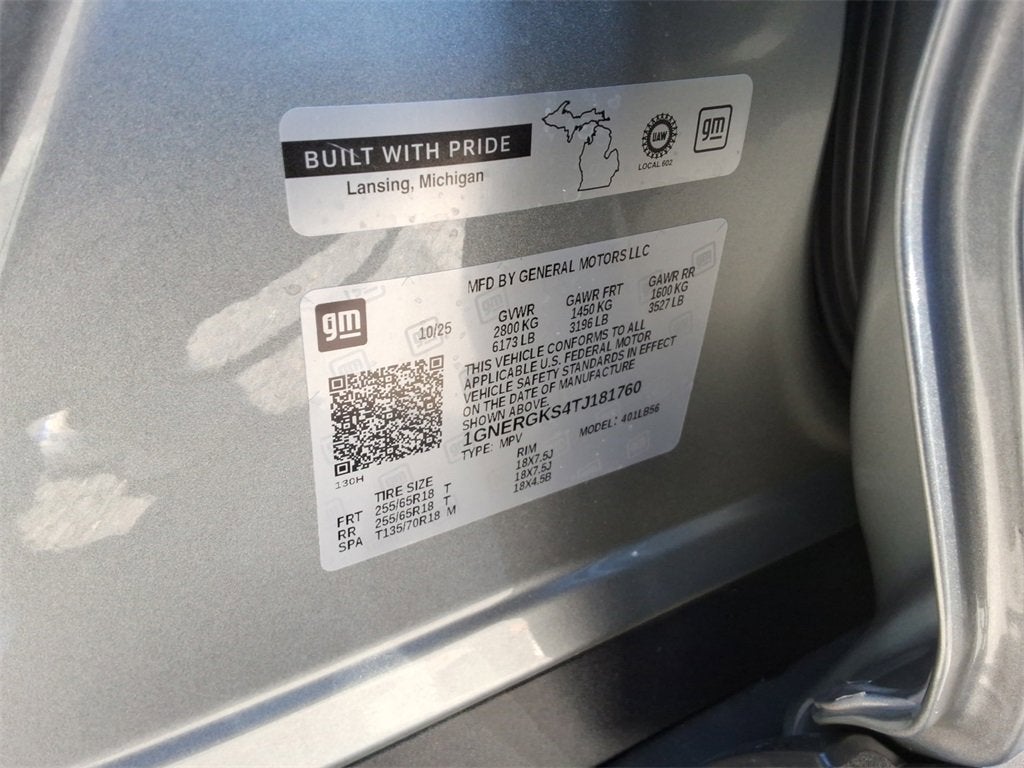 BUILT WITH PRIDE
Lansing, Michigan
UAW
LOCAL 602
gm
MFD BY GENERAL MOTORS LLC
gm
10/25
GVWR GAWR FRT GAWR RR
2800 KG 1450 KG 1600 KG
6173 LB 3196 LB 3527 LB
THIS VEHICLE CONFORMS TO ALL
APPLICABLE U.S. FEDERAL MOTOR
VEHICLE SAFETY STANDARDS IN EFFECT
ON THE DATE OF MANUFACTURE
SHOWN ABOVE.
1GNERGKS4TJ181760
TYPE: MPV MODEL: 401LB56
130H
TIRE SIZE RIM
FRT 255/65R18 T 18X7.5J
RR 255/65R18 T 18X7.5J
SPA T135/70R18 M 18X4.5B